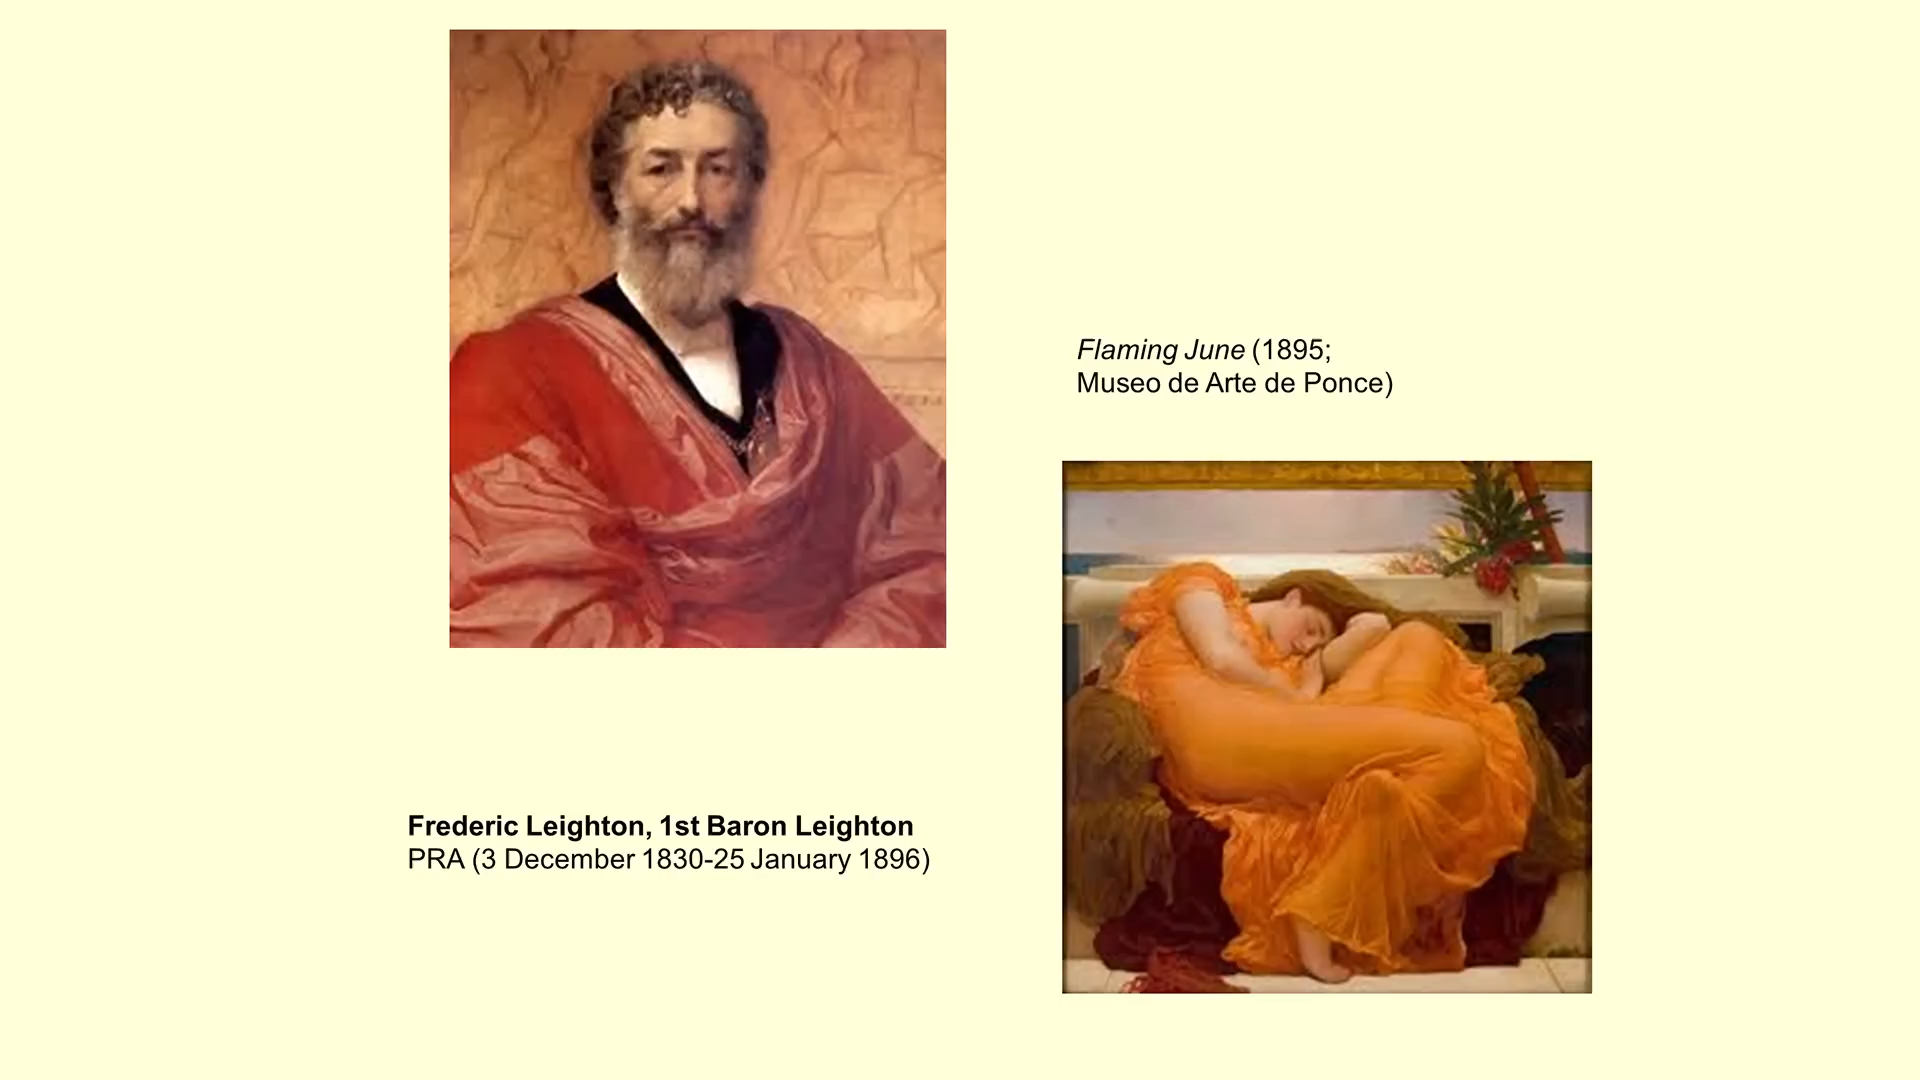 Flaming June (1895;
Museo de Arte de Ponce)
Frederic Leighton, 1st Baron Leighton
PRA (3 December 1830-25 January 1896)